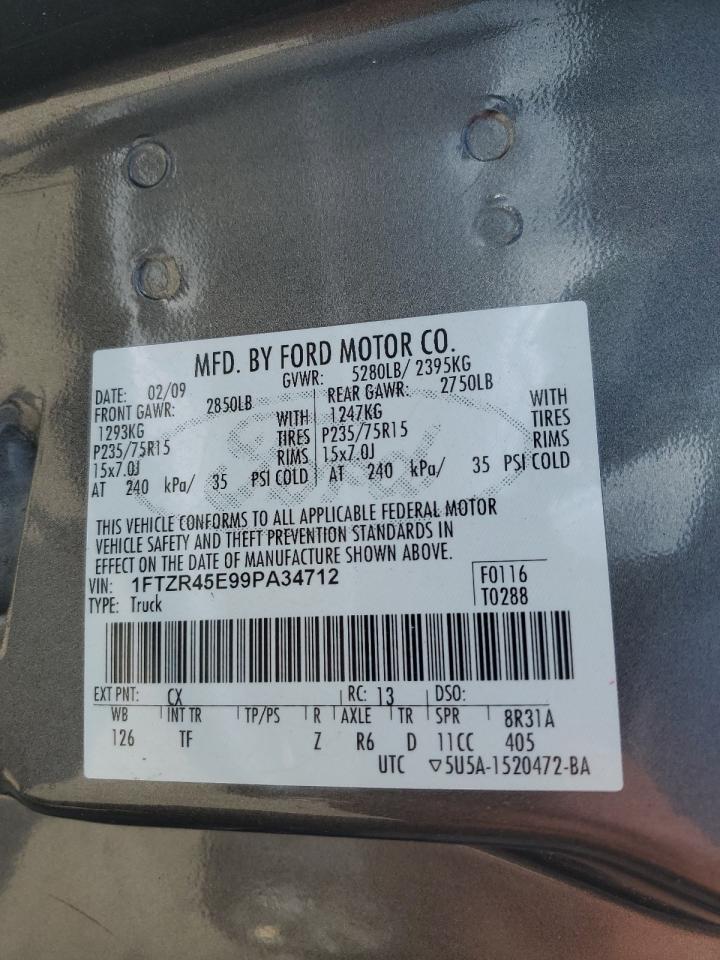 MFD. BY FORD MOTOR CO.
DATE: 02/09 GVWR: 5280LB/ 2395KG
FRONT GAWR: 2850LB REAR GAWR: 2750LB
1293KG WITH 1247KG WITH
P235/75R15 TIRES P235/75R15 TIRES
15x7.0J RIMS 15x7.0J RIMS
AT 240 kPa/ 35 PSI COLD AT 240 kPa/ 35 PSI COLD
THIS VEHICLE CONFORMS TO ALL APPLICABLE FEDERAL MOTOR
VEHICLE SAFETY AND THEFT PREVENTION STANDARDS IN
EFFECT ON THE DATE OF MANUFACTURE SHOWN ABOVE.
VIN: 1FTZR45E99PA34712 F0116
TYPE: Truck T0288
EXT PNT: CX RC: 13 DSO:
WB INT TR TP/PS R AXLE TR SPR 8R31A
126 TF Z R6 D 11CC 405
UTC ▽5U5A-1520472-BA